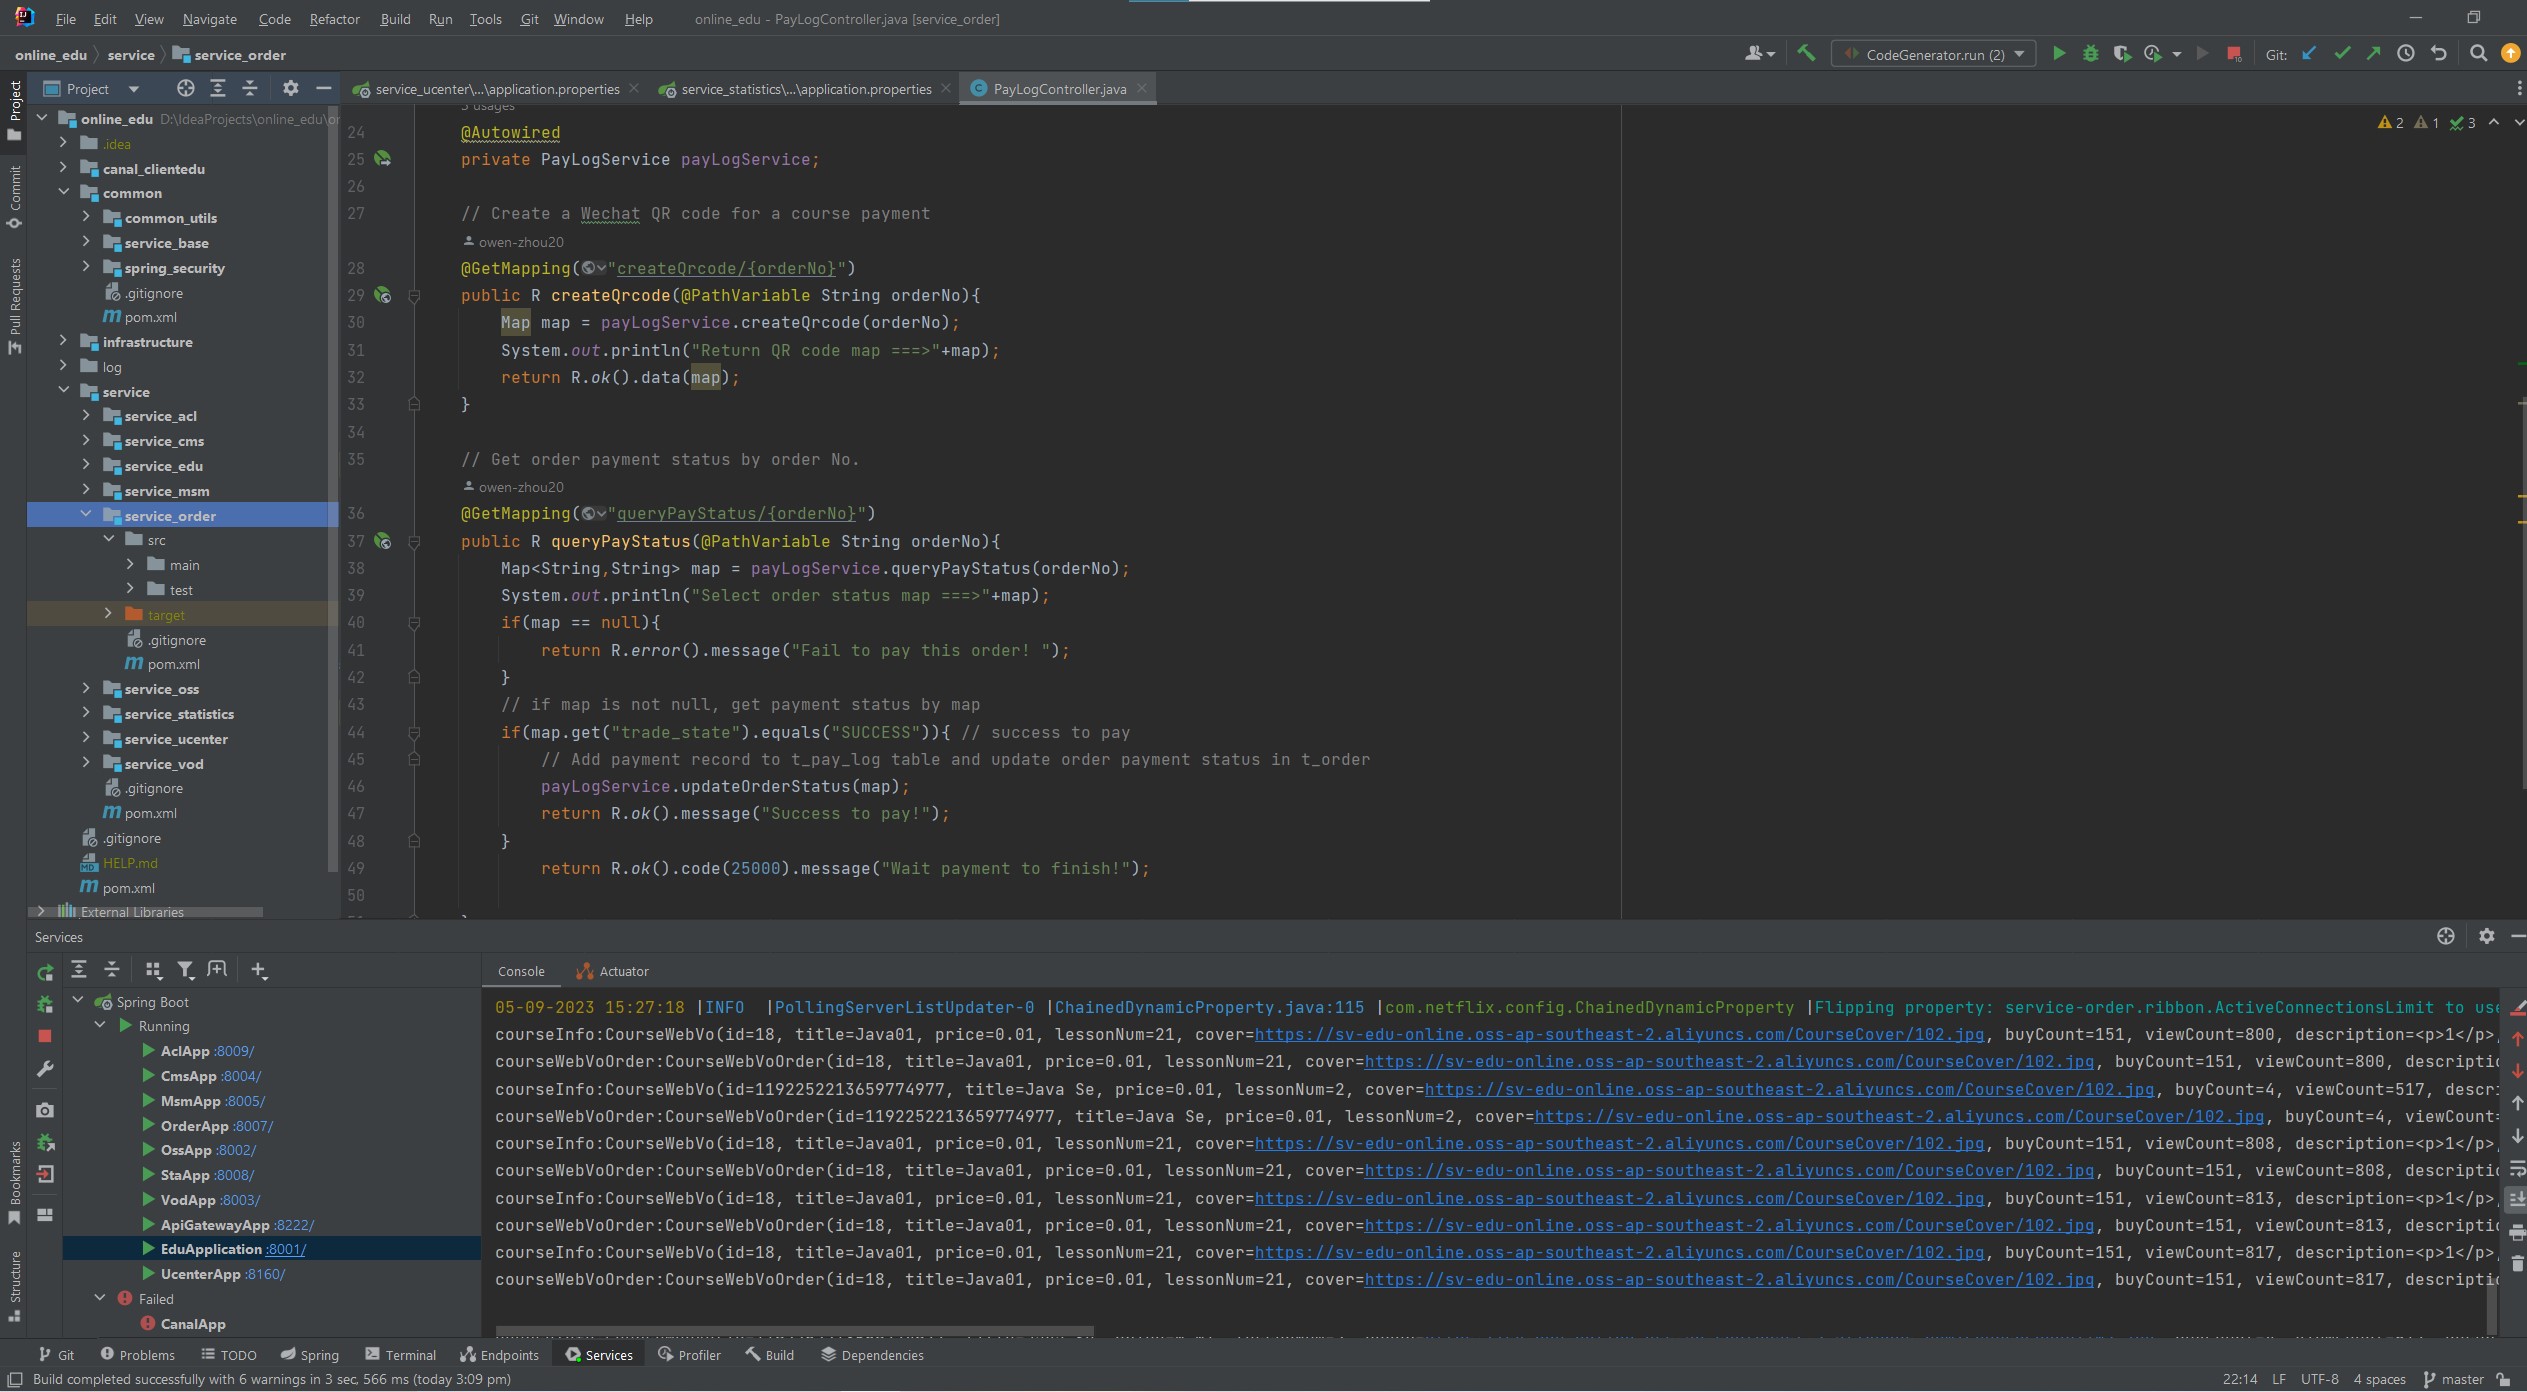 File Edit View Navigate Code Refactor Build Run Tools Git Window Help online_edu - PayLogController.java [service_order]
online_edu service service_order CodeGenerator.run (2) Git:
Project service_ucenter\...\application.properties service_statistics\...\application.properties PayLogController.java
Project
Commit
Pull Requests
Bookmarks
Structure
online_edu D:\IdeaProjects\online_edu\or
.idea
canal_clientedu
common
common_utils
service_base
spring_security
.gitignore
pom.xml
infrastructure
log
service
service_acl
service_cms
service_edu
service_msm
service_order
src
main
test
target
.gitignore
pom.xml
service_oss
service_statistics
service_ucenter
service_vod
.gitignore
pom.xml
.gitignore
HELP.md
pom.xml
External Libraries
2 1 3
5 usages
24 @Autowired
25 private PayLogService payLogService;
26
27 // Create a Wechat QR code for a course payment
owen-zhou20
28 @GetMapping("createQrcode/{orderNo}")
29 public R createQrcode(@PathVariable String orderNo){
30 Map map = payLogService.createQrcode(orderNo);
31 System.out.println("Return QR code map ===>"+map);
32 return R.ok().data(map);
33 }
34
35 // Get order payment status by order No.
owen-zhou20
36 @GetMapping("queryPayStatus/{orderNo}")
37 public R queryPayStatus(@PathVariable String orderNo){
38 Map<String,String> map = payLogService.queryPayStatus(orderNo);
39 System.out.println("Select order status map ===>"+map);
40 if(map == null){
41 return R.error().message("Fail to pay this order! ");
42 }
43 // if map is not null, get payment status by map
44 if(map.get("trade_state").equals("SUCCESS")){ // success to pay
45 // Add payment record to t_pay_log table and update order payment status in t_order
46 payLogService.updateOrderStatus(map);
47 return R.ok().message("Success to pay!");
48 }
49 return R.ok().code(25000).message("Wait payment to finish!");
50
Services
Console Actuator
Spring Boot
Running
AclApp :8009/
CmsApp :8004/
MsmApp :8005/
OrderApp :8007/
OssApp :8002/
StaApp :8008/
VodApp :8003/
ApiGatewayApp :8222/
EduApplication :8001/
UcenterApp :8160/
Failed
CanalApp
05-09-2023 15:27:18 |INFO |PollingServerListUpdater-0 |ChainedDynamicProperty.java:115 |com.netflix.config.ChainedDynamicProperty |Flipping property: service-order.ribbon.ActiveConnectionsLimit to use
courseInfo:CourseWebVo(id=18, title=Java01, price=0.01, lessonNum=21, cover=https://sv-edu-online.oss-ap-southeast-2.aliyuncs.com/CourseCover/102.jpg, buyCount=151, viewCount=800, description=<p>1</p>,
courseWebVoOrder:CourseWebVoOrder(id=18, title=Java01, price=0.01, lessonNum=21, cover=https://sv-edu-online.oss-ap-southeast-2.aliyuncs.com/CourseCover/102.jpg, buyCount=151, viewCount=800, descriptio
courseInfo:CourseWebVo(id=1192252213659774977, title=Java Se, price=0.01, lessonNum=2, cover=https://sv-edu-online.oss-ap-southeast-2.aliyuncs.com/CourseCover/102.jpg, buyCount=4, viewCount=517, descri
courseWebVoOrder:CourseWebVoOrder(id=1192252213659774977, title=Java Se, price=0.01, lessonNum=2, cover=https://sv-edu-online.oss-ap-southeast-2.aliyuncs.com/CourseCover/102.jpg, buyCount=4, viewCount=
courseInfo:CourseWebVo(id=18, title=Java01, price=0.01, lessonNum=21, cover=https://sv-edu-online.oss-ap-southeast-2.aliyuncs.com/CourseCover/102.jpg, buyCount=151, viewCount=808, description=<p>1</p>,
courseWebVoOrder:CourseWebVoOrder(id=18, title=Java01, price=0.01, lessonNum=21, cover=https://sv-edu-online.oss-ap-southeast-2.aliyuncs.com/CourseCover/102.jpg, buyCount=151, viewCount=808, descriptio
courseInfo:CourseWebVo(id=18, title=Java01, price=0.01, lessonNum=21, cover=https://sv-edu-online.oss-ap-southeast-2.aliyuncs.com/CourseCover/102.jpg, buyCount=151, viewCount=813, description=<p>1</p>,
courseWebVoOrder:CourseWebVoOrder(id=18, title=Java01, price=0.01, lessonNum=21, cover=https://sv-edu-online.oss-ap-southeast-2.aliyuncs.com/CourseCover/102.jpg, buyCount=151, viewCount=813, descriptio
courseInfo:CourseWebVo(id=18, title=Java01, price=0.01, lessonNum=21, cover=https://sv-edu-online.oss-ap-southeast-2.aliyuncs.com/CourseCover/102.jpg, buyCount=151, viewCount=817, description=<p>1</p>,
courseWebVoOrder:CourseWebVoOrder(id=18, title=Java01, price=0.01, lessonNum=21, cover=https://sv-edu-online.oss-ap-southeast-2.aliyuncs.com/CourseCover/102.jpg, buyCount=151, viewCount=817, descriptio
Git Problems TODO Spring Terminal Endpoints Services Profiler Build Dependencies
Build completed successfully with 6 warnings in 3 sec, 566 ms (today 3:09 pm) 22:14 LF UTF-8 4 spaces master